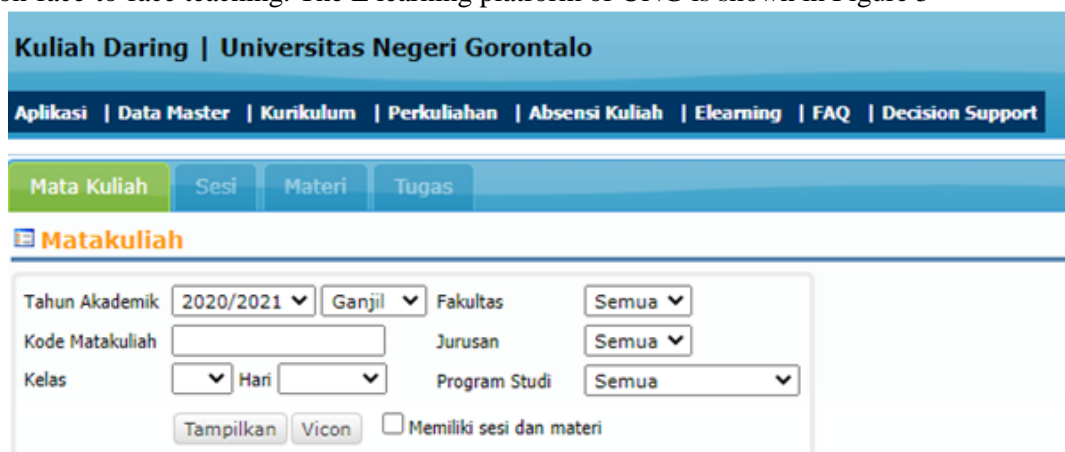 on face-to-face teaching. The E learning platform of UNG is shown in Figure 3
Kuliah Daring | Universitas Negeri Gorontalo
Aplikasi | Data Master | Kurikulum | Perkuliahan | Absensi Kuliah | Elearning | FAQ | Decision Support
Mata Kuliah Sesi Materi Tugas
Matakuliah
Tahun Akademik 2020/2021 Ganjil Fakultas Semua
Kode Matakuliah Jurusan Semua
Kelas Hari Program Studi Semua
Tampilkan Vicon Memiliki sesi dan materi